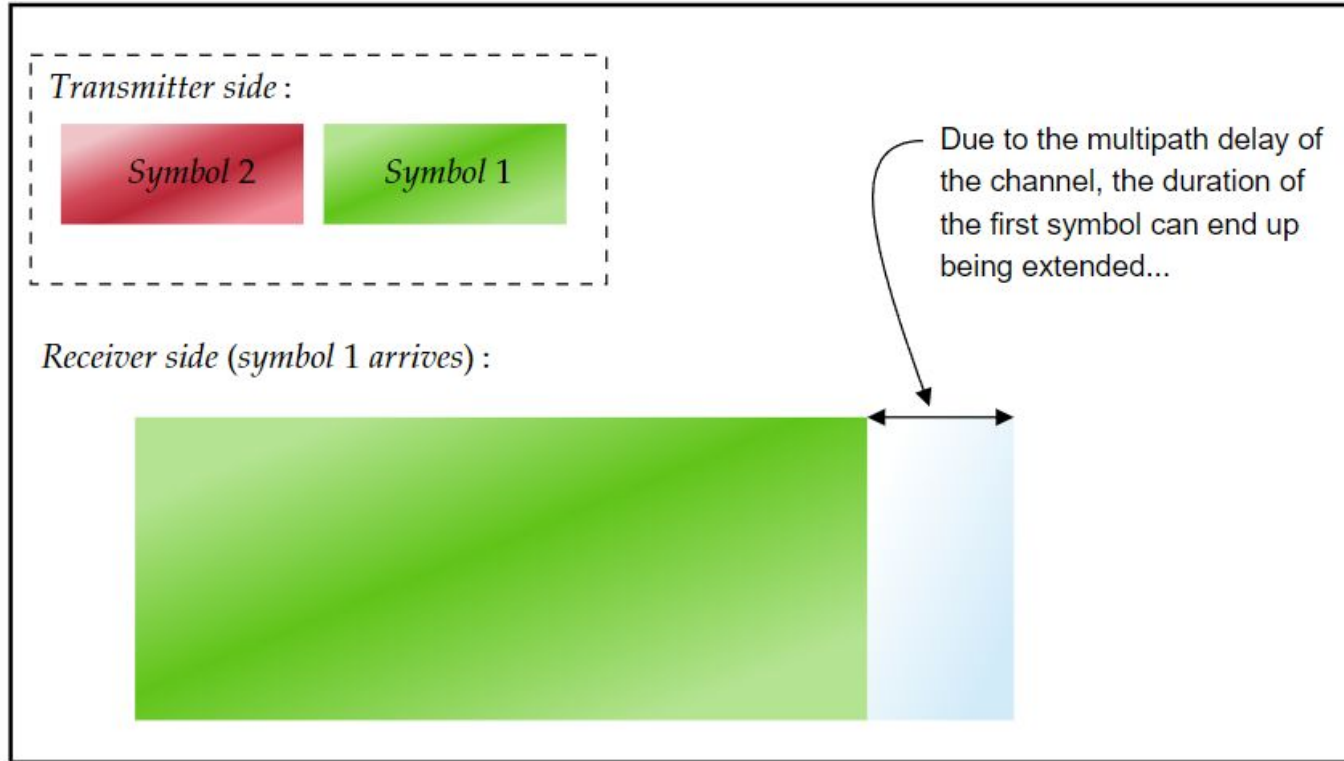 Transmitter side :
Symbol 2
Symbol 1
Due to the multipath delay of
the channel, the duration of
the first symbol can end up
being extended...
Receiver side (symbol 1 arrives) :